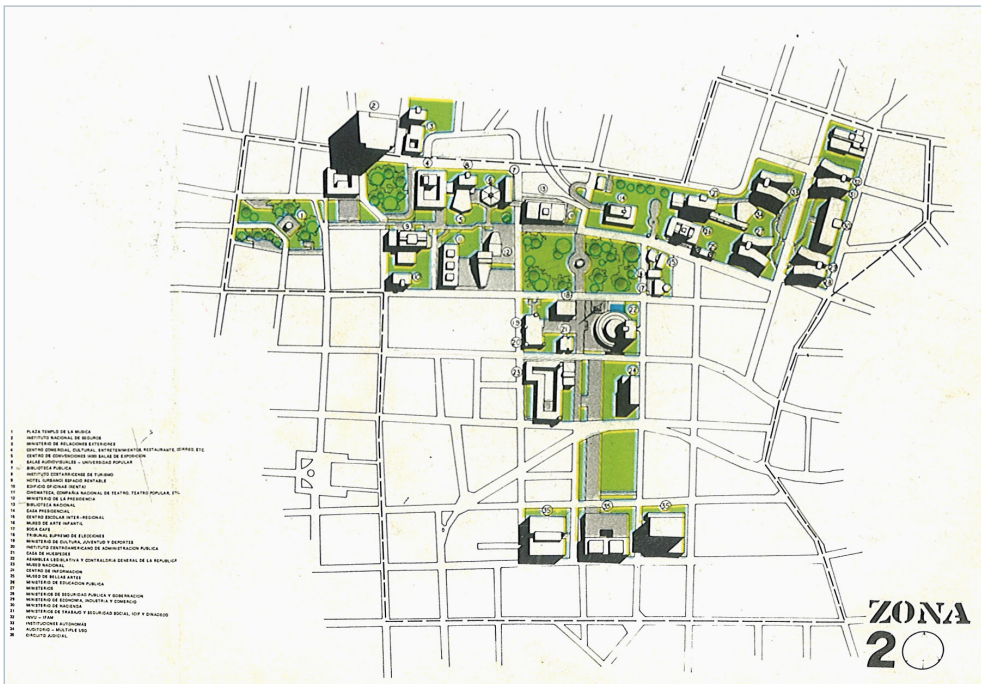 1 PLAZA TEMPLO DE LA MUSICA
2 INSTITUTO NACIONAL DE SEGUROS
3 MINISTERIO DE RELACIONES EXTERIORES
4 CENTRO COMERCIAL, CULTURAL, ENTRETENIMIENTOS, RESTAURANTE, CORREO, ETC
5 CENTRO DE CONVENCIONES SALAS DE EXPOSICION
6 SALAS AUDIOVISUALES - UNIVERSIDAD POPULAR
7 BIBLIOTECA PUBLICA
8 INSTITUTO COSTARRICENSE DE TURISMO
9 HOTEL (URBANO) ESPACIO RENTABLE
10 EDIFICIO OFICINAS (RENTA)
11 CINEMATECA, COMPAÑIA NACIONAL DE TEATRO, TEATRO POPULAR, ETC
12 MINISTERIO DE LA PRESIDENCIA
13 BIBLIOTECA NACIONAL
14 CASA PRESIDENCIAL
15 CENTRO ESCOLAR INTER-REGIONAL
16 MUSEO DE ARTE INFANTIL
17 SODA CAFE
18 TRIBUNAL SUPREMO DE ELECCIONES
19 MINISTERIO DE CULTURA, JUVENTUD Y DEPORTES
20 INSTITUTO CENTROAMERICANO DE ADMINISTRACION PUBLICA
21 CASA DE HUESPEDES
22 ASAMBLEA LEGISLATIVA Y CONTRALORIA GENERAL DE LA REPUBLICA
23 MUSEO NACIONAL
24 CENTRO DE INFORMACION
25 MUSEO DE BELLAS ARTES
26 MINISTERIO DE EDUCACION PUBLICA
27 MINISTERIOS
28 MINISTERIOS DE SEGURIDAD PUBLICA Y GOBERNACION
29 MINISTERIO DE ECONOMIA, INDUSTRIA Y COMERCIO
30 MINISTERIO DE HACIENDA
31 MINISTERIOS DE TRABAJO Y SEGURIDAD SOCIAL, ICIF Y DINADECO
32 INVU - IFAM
33 INSTITUCIONES AUTONOMAS
34 AUDITORIO - MULTIPLE USO
35 CIRCUITO JUDICIAL
ZONA
20